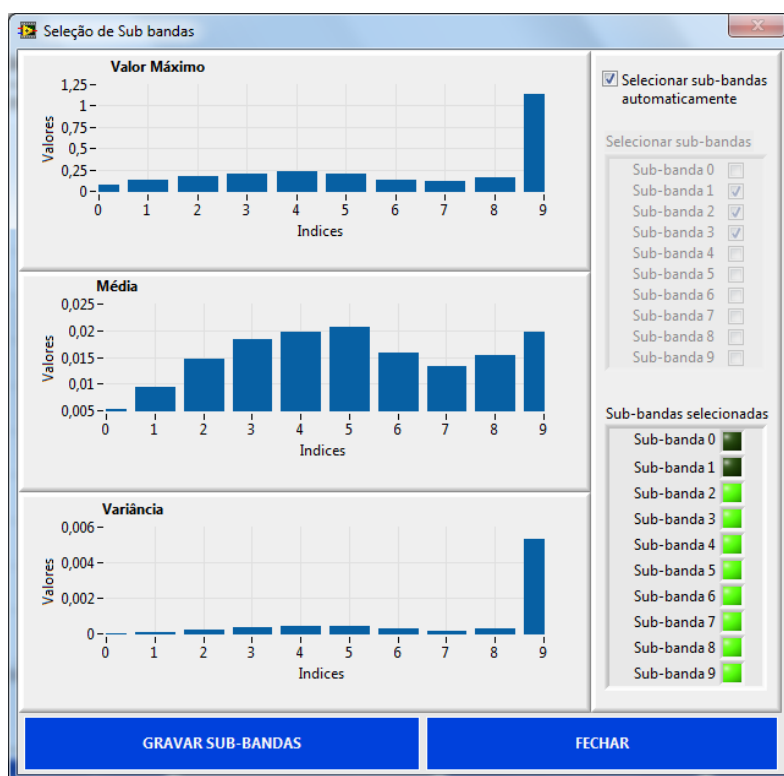 Seleção de Sub bandas
Valor Máximo
Valores
1,25
1
0,75
0,5
0,25
0
0 1 2 3 4 5 6 7 8 9
Indices
Média
Valores
0,025
0,02
0,015
0,01
0,005
0 1 2 3 4 5 6 7 8 9
Indices
Variância
Valores
0,006
0,004
0,002
0
0 1 2 3 4 5 6 7 8 9
Indices
Selecionar sub-bandas
automaticamente
Selecionar sub-bandas
Sub-banda 0
Sub-banda 1
Sub-banda 2
Sub-banda 3
Sub-banda 4
Sub-banda 5
Sub-banda 6
Sub-banda 7
Sub-banda 8
Sub-banda 9
Sub-bandas selecionadas
Sub-banda 0
Sub-banda 1
Sub-banda 2
Sub-banda 3
Sub-banda 4
Sub-banda 5
Sub-banda 6
Sub-banda 7
Sub-banda 8
Sub-banda 9
GRAVAR SUB-BANDAS
FECHAR